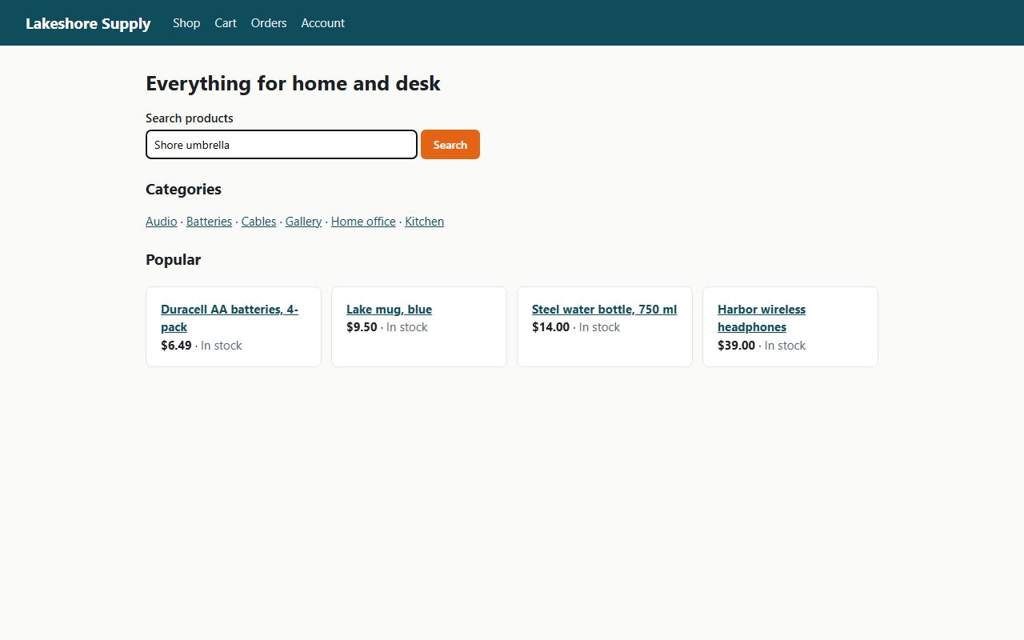 Lakeshore Supply Shop Cart Orders Account
Everything for home and desk
Search products
Shore umbrella Search
Categories
Audio · Batteries · Cables · Gallery · Home office · Kitchen
Popular
Duracell AA batteries, 4-
pack
$6.49 · In stock
Lake mug, blue
$9.50 · In stock
Steel water bottle, 750 ml
$14.00 · In stock
Harbor wireless
headphones
$39.00 · In stock